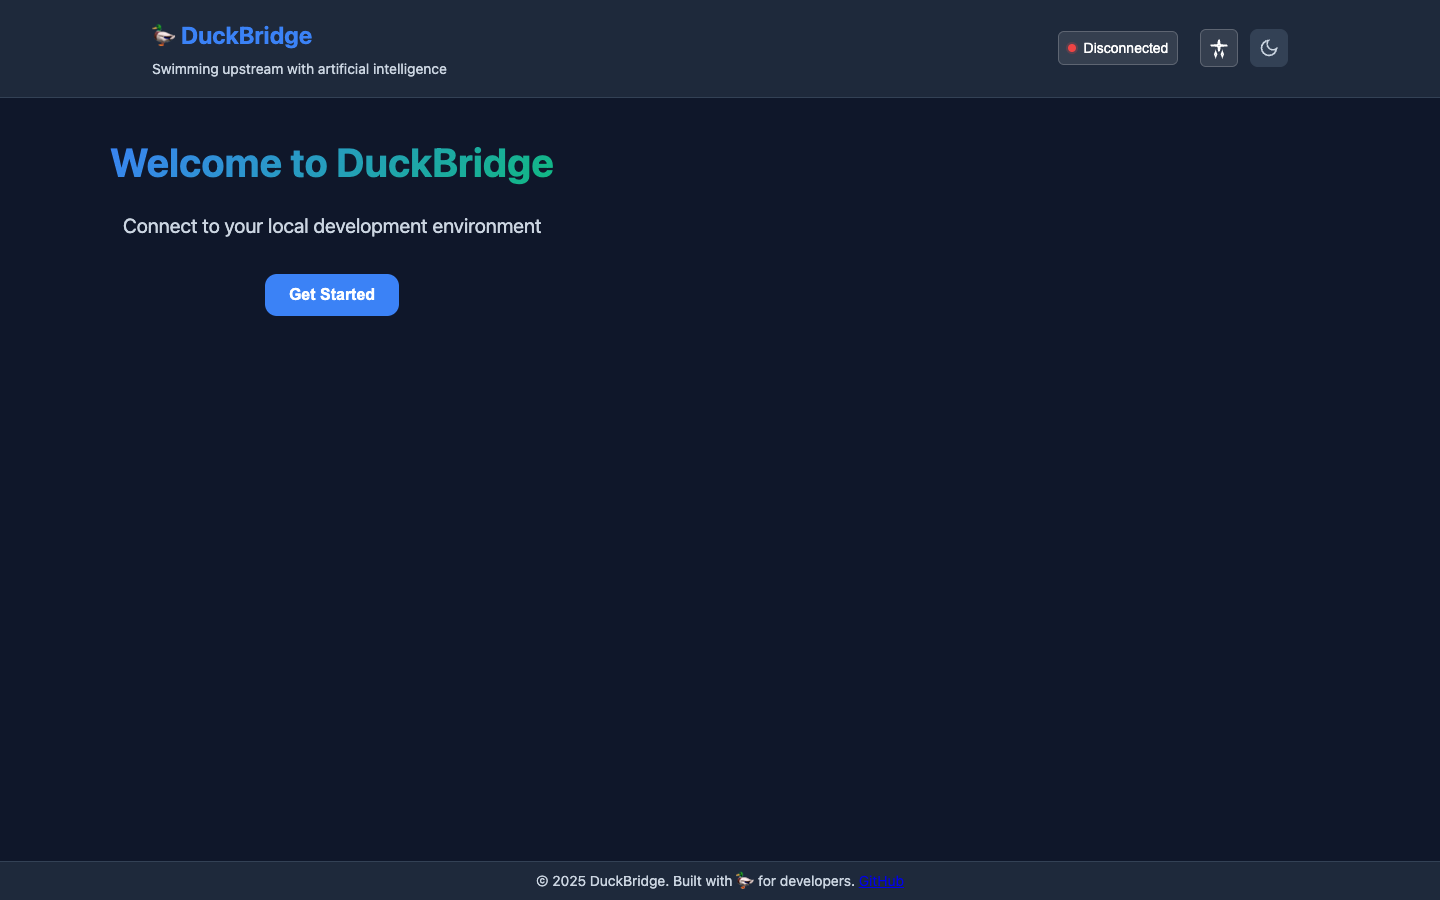 DuckBridge
Swimming upstream with artificial intelligence
Disconnected
Welcome to DuckBridge
Connect to your local development environment
Get Started
© 2025 DuckBridge. Built with 🦆 for developers. GitHub